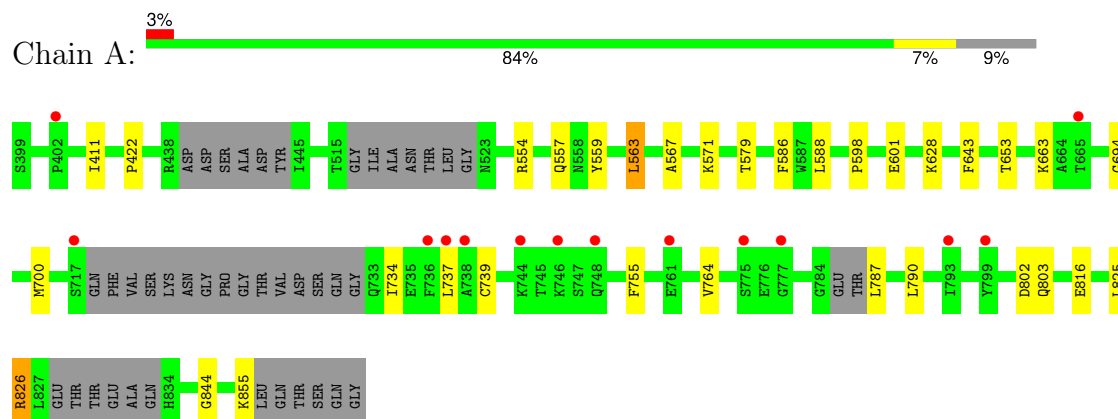 3%
Chain A:
84% 7% 9%
S399 P402 I411 P422 R438 ASP ASP SER ALA ASP TYR I445 T515 GLY ILE ALA ASN THR LEU GLY N523 R554 Q557 N558 Y559 L563 A567 K571 T579 F586 W587 L588 P598 E601 K628 F643 T653 K663 A664 T665 G694
M700 S717 GLN PHE VAL SER LYS ASN GLY PRO GLY THR VAL ASP SER GLN GLY Q733 I734 E735 F736 L737 A738 C739 K744 T745 K746 S747 Q748 F755 E761 V764 S775 E776 G777 G784 GLU THR L787 L790 I793 Y799 D802 Q803 E816 L825
R826 L827 GLU THR THR GLU ALA GLN H834 G844 K855 LEU GLN THR SER GLN GLY